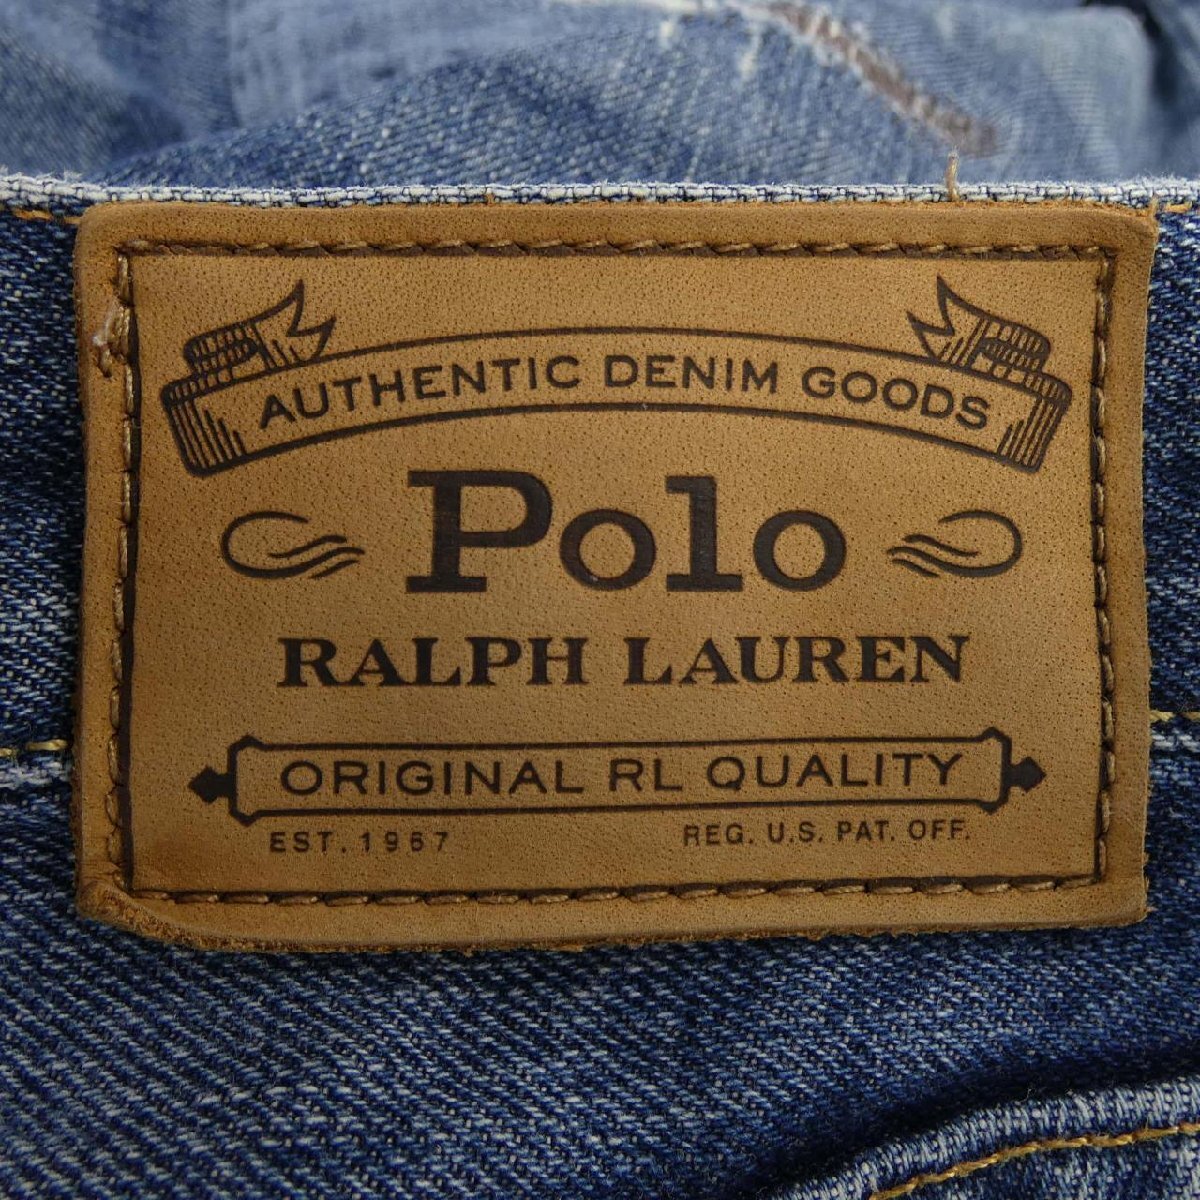 AUTHENTIC DENIM GOODS
Polo
RALPH LAUREN
ORIGINAL RL QUALITY
EST. 1967 REG. U.S. PAT. OFF.